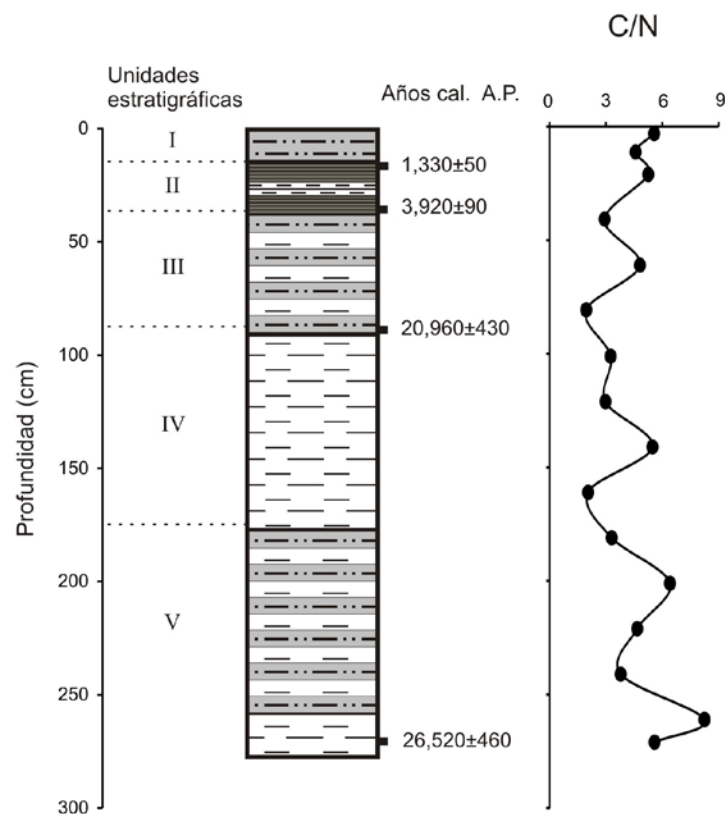 C/N
Unidades
estratigráficas
Años cal. A.P.
0 3 6 9
0
I
1,330±50
II
3,920±90
50
III
20,960±430
100
IV
150
Profundidad (cm)
200
V
250
26,520±460
300